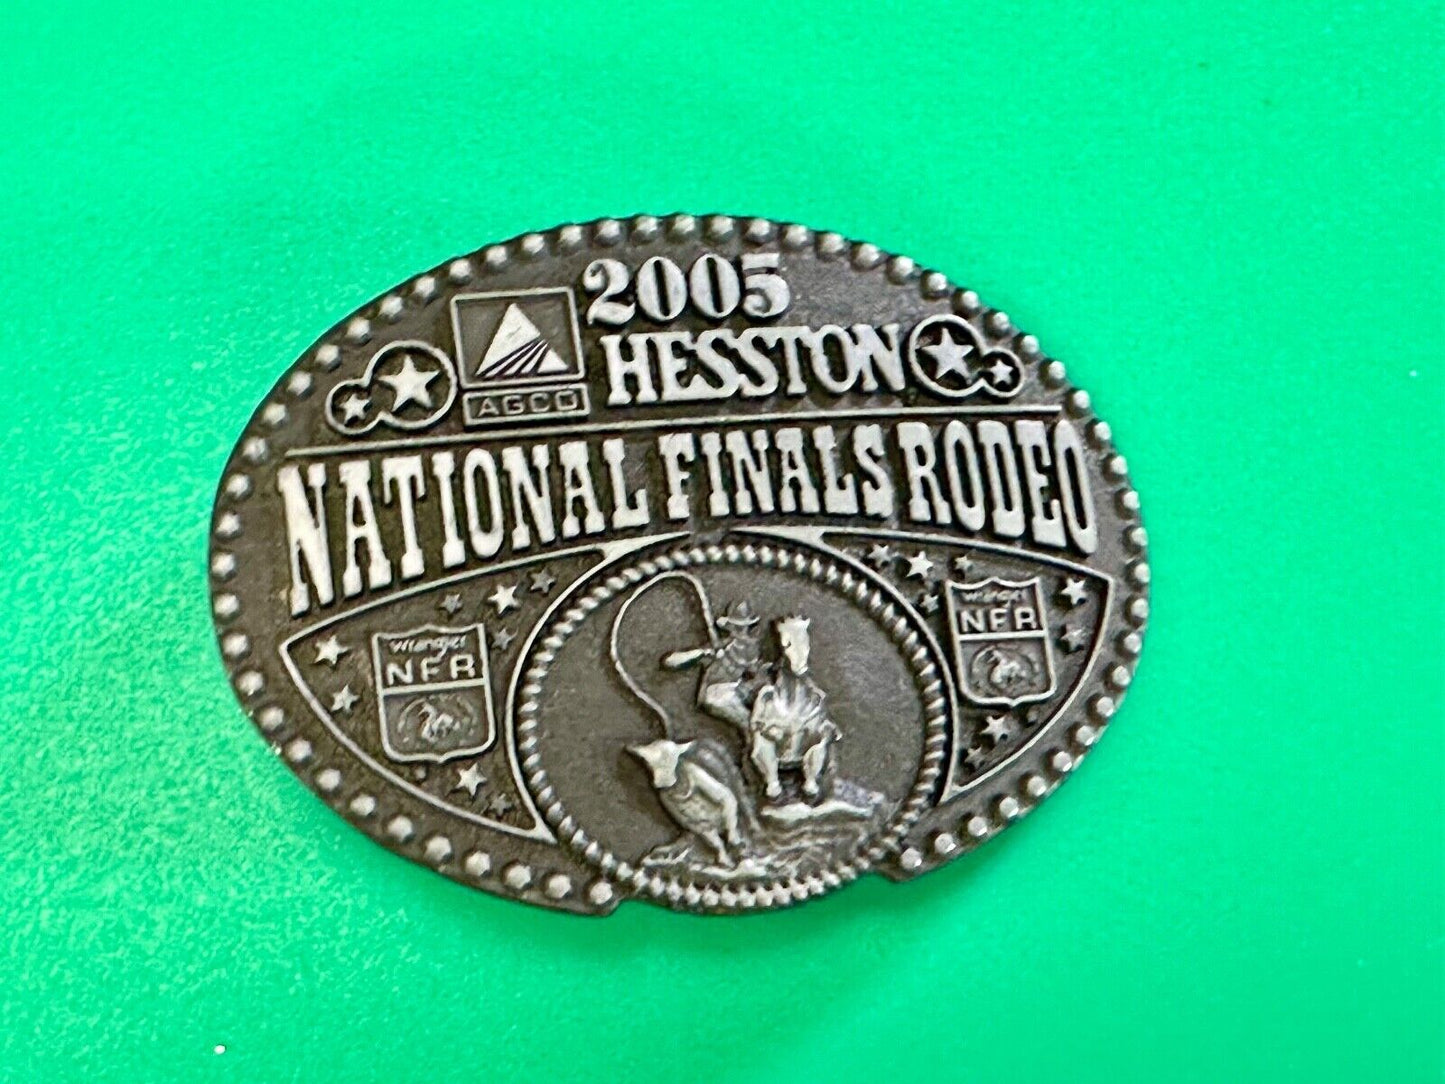 2005
HESSTON
AGCO
NATIONAL FINALS RODEO
Wrangler
NFR
Wrangler
NFR